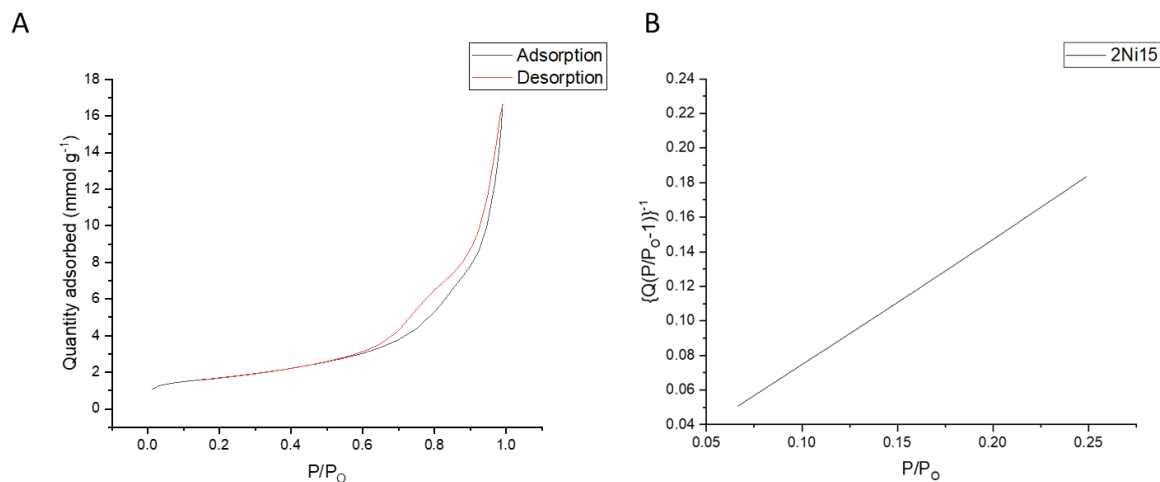 A
Adsorption
Desorption
Quantity adsorbed (mmol g⁻¹)
18
16
14
12
10
8
6
4
2
0
0.0 0.2 0.4 0.6 0.8 1.0
P/P₀
B
2Ni15
{Q(P/P₀-1)}⁻¹
0.24
0.22
0.20
0.18
0.16
0.14
0.12
0.10
0.08
0.06
0.04
0.05 0.10 0.15 0.20 0.25
P/P₀